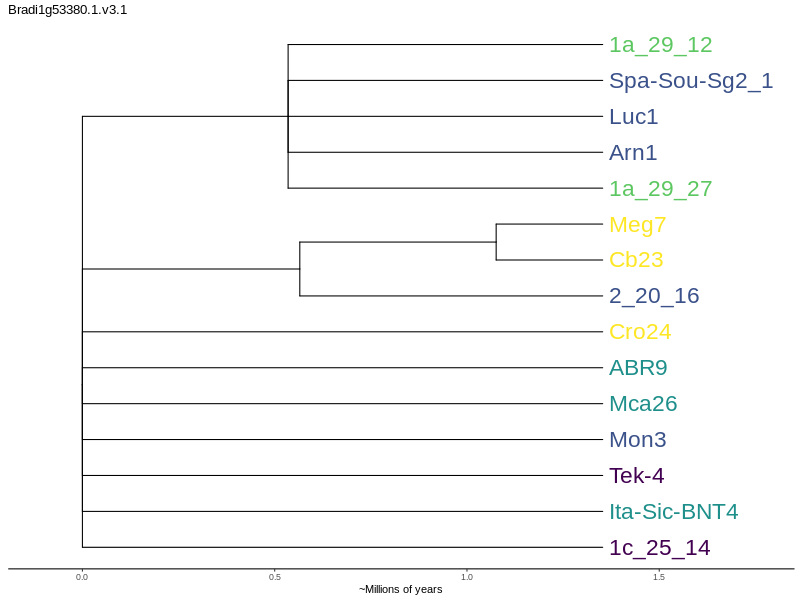 Bradi1g53380.1.v3.1
1a_29_12
Spa-Sou-Sg2_1
Luc1
Arn1
1a_29_27
Meg7
Cb23
2_20_16
Cro24
ABR9
Mca26
Mon3
Tek-4
Ita-Sic-BNT4
1c_25_14
0.0 0.5 1.0 1.5
~Millions of years